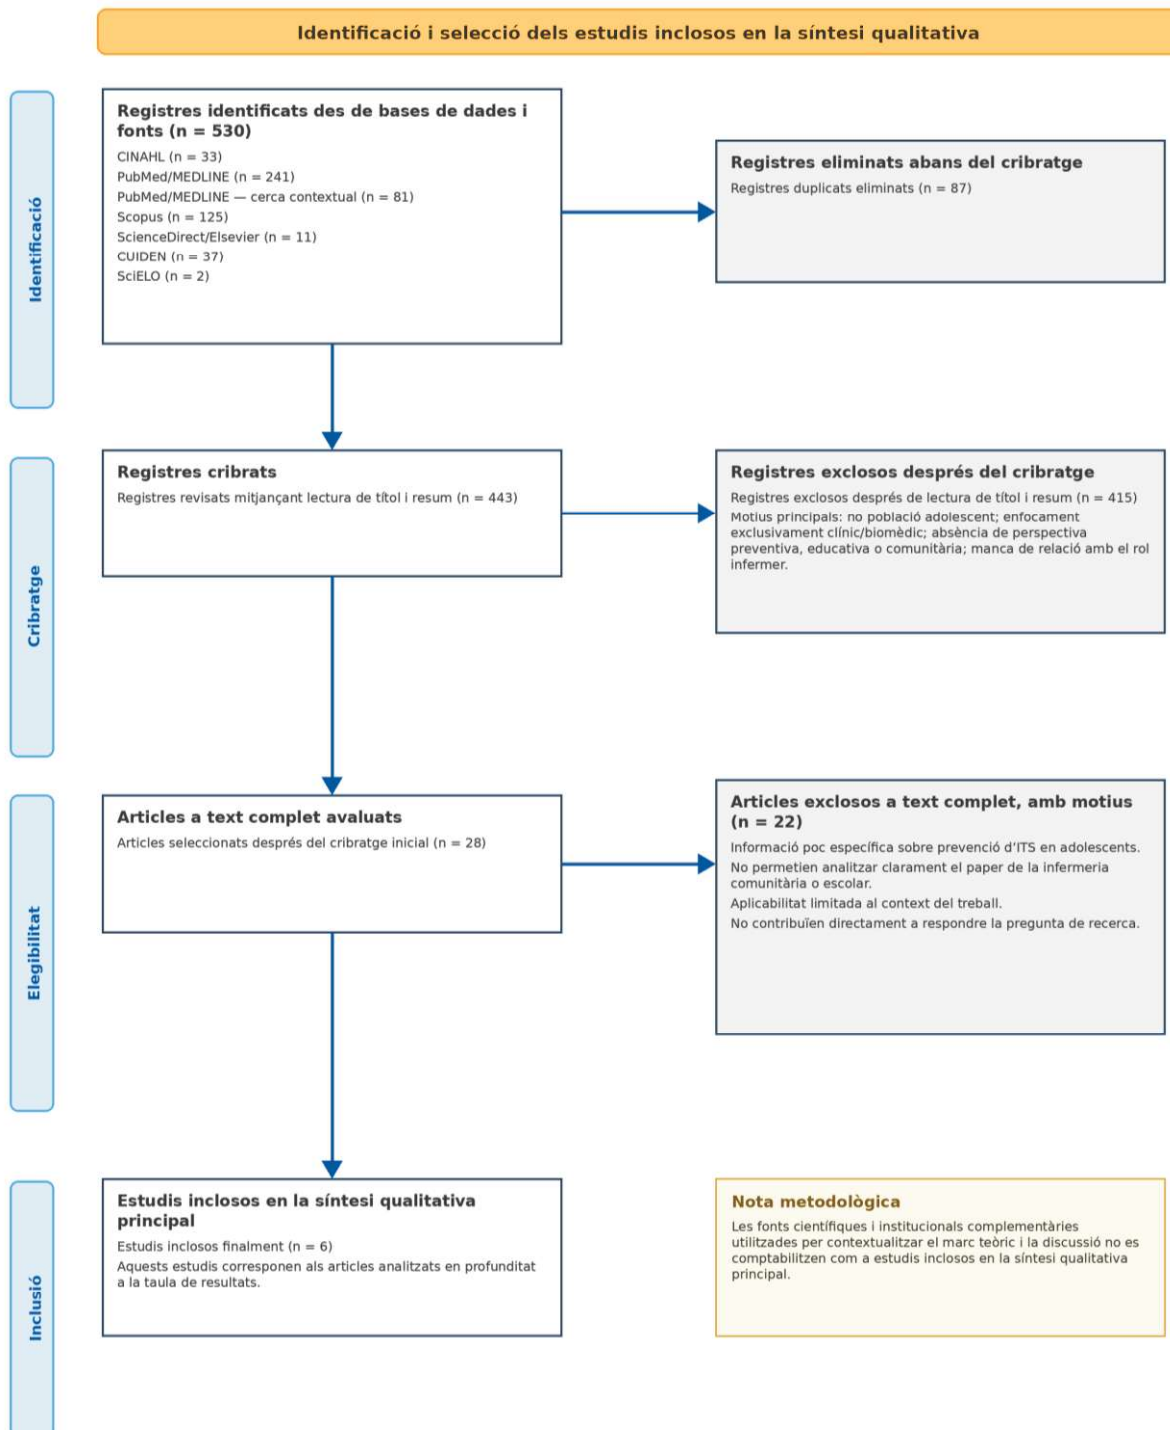 Identificació i selecció dels estudis inclosos en la síntesi qualitativa
Identificació
Registres identificats des de bases de dades i
fonts (n = 530)
CINAHL (n = 33)
PubMed/MEDLINE (n = 241)
PubMed/MEDLINE — cerca contextual (n = 81)
Scopus (n = 125)
ScienceDirect/Elsevier (n = 11)
CUIDEN (n = 37)
SciELO (n = 2)
Registres eliminats abans del cribratge
Registres duplicats eliminats (n = 87)
Cribratge
Registres cribrats
Registres revisats mitjançant lectura de títol i resum (n = 443)
Registres exclosos després del cribratge
Registres exclosos després de lectura de títol i resum (n = 415)
Motius principals: no població adolescent; enfocament
exclusivament clínic/biomèdic; absència de perspectiva
preventiva, educativa o comunitària; manca de relació amb el rol
infermer.
Elegibilitat
Articles a text complet avaluats
Articles seleccionats després del cribratge inicial (n = 28)
Articles exclosos a text complet, amb motius
(n = 22)
Informació poc específica sobre prevenció d’ITS en adolescents.
No permetien analitzar clarament el paper de la infermeria
comunitària o escolar.
Aplicabilitat limitada al context del treball.
No contribuïen directament a respondre la pregunta de recerca.
Inclusió
Estudis inclosos en la síntesi qualitativa
principal
Estudis inclosos finalment (n = 6)
Aquests estudis corresponen als articles analitzats en profunditat
a la taula de resultats.
Nota metodològica
Les fonts científiques i institucionals complementàries
utilitzades per contextualitzar el marc teòric i la discussió no es
comptabilitzen com a estudis inclosos en la síntesi qualitativa
principal.